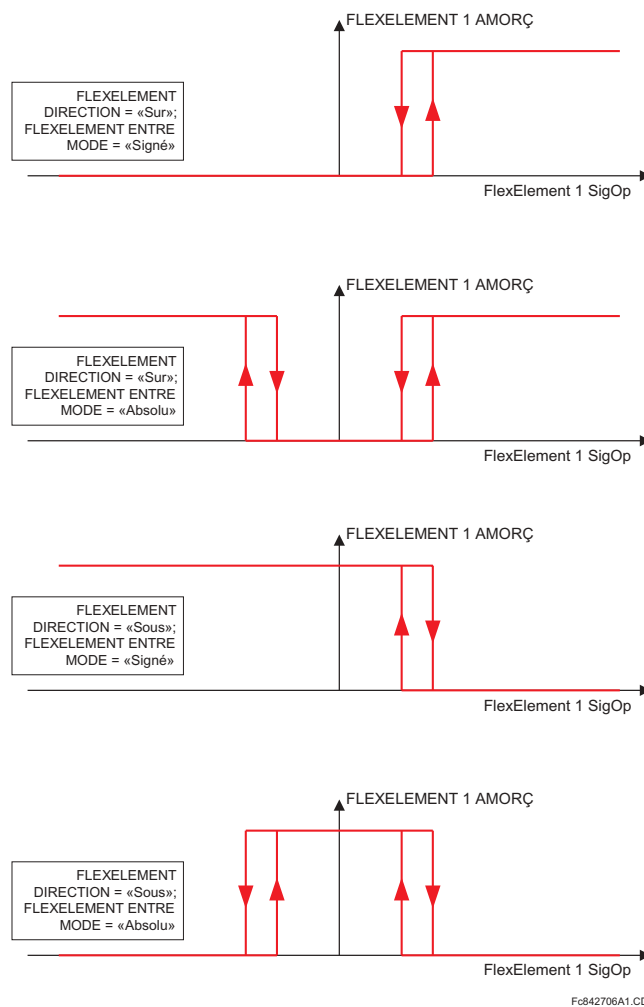 FLEXELEMENT 1 AMORÇ
FLEXELEMENT
DIRECTION = «Sur»;
FLEXELEMENT ENTRE
MODE = «Signé»
FlexElement 1 SigOp
FLEXELEMENT 1 AMORÇ
FLEXELEMENT
DIRECTION = «Sur»;
FLEXELEMENT ENTRE
MODE = «Absolu»
FlexElement 1 SigOp
FLEXELEMENT 1 AMORÇ
FLEXELEMENT
DIRECTION = «Sous»;
FLEXELEMENT ENTRE
MODE = «Signé»
FlexElement 1 SigOp
FLEXELEMENT 1 AMORÇ
FLEXELEMENT
DIRECTION = «Sous»;
FLEXELEMENT ENTRE
MODE = «Absolu»
FlexElement 1 SigOp